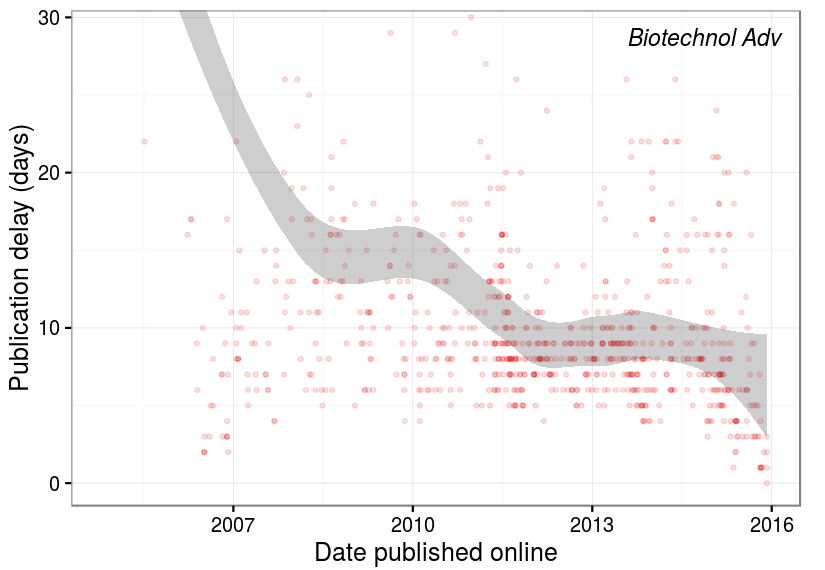 Biotechnol Adv
Publication delay (days)
30
20
10
0
2007
2010
2013
2016
Date published online